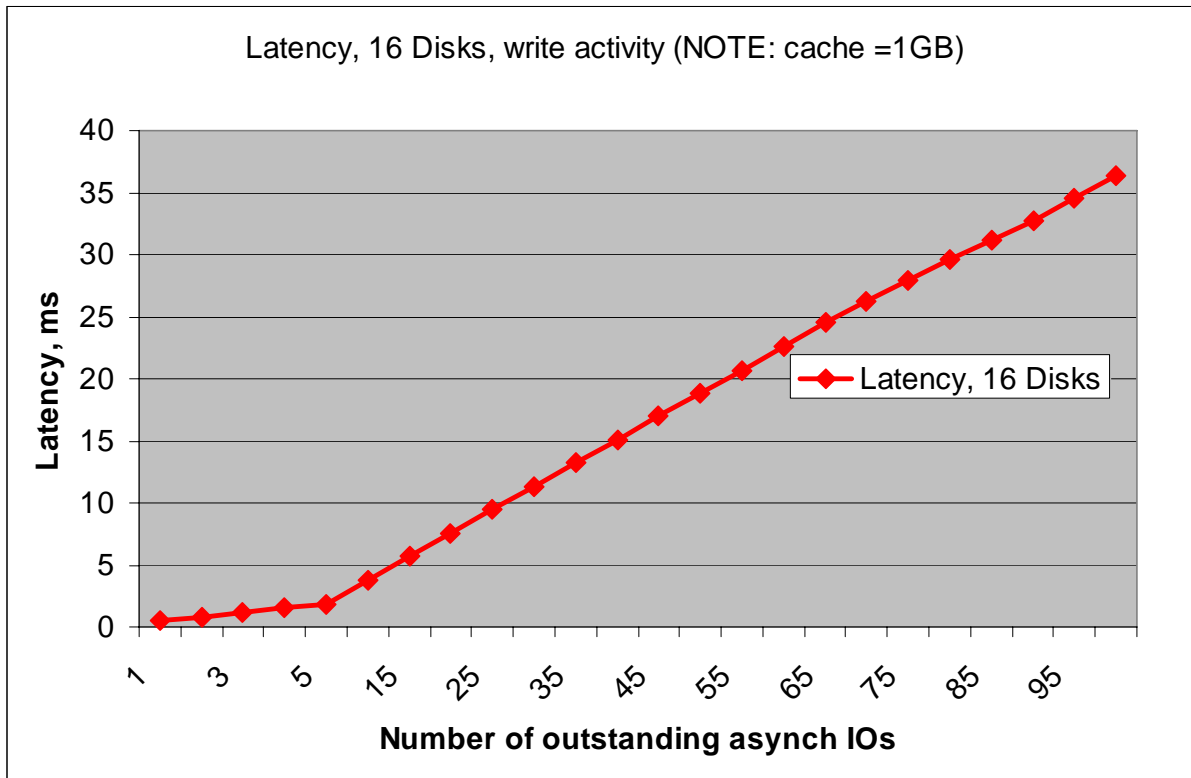 Latency, 16 Disks, write activity (NOTE: cache =1GB)
40
35
30
25
20
15
10
5
0
Latency, ms
Latency, 16 Disks
1 3 5 15 25 35 45 55 65 75 85 95
Number of outstanding asynch IOs